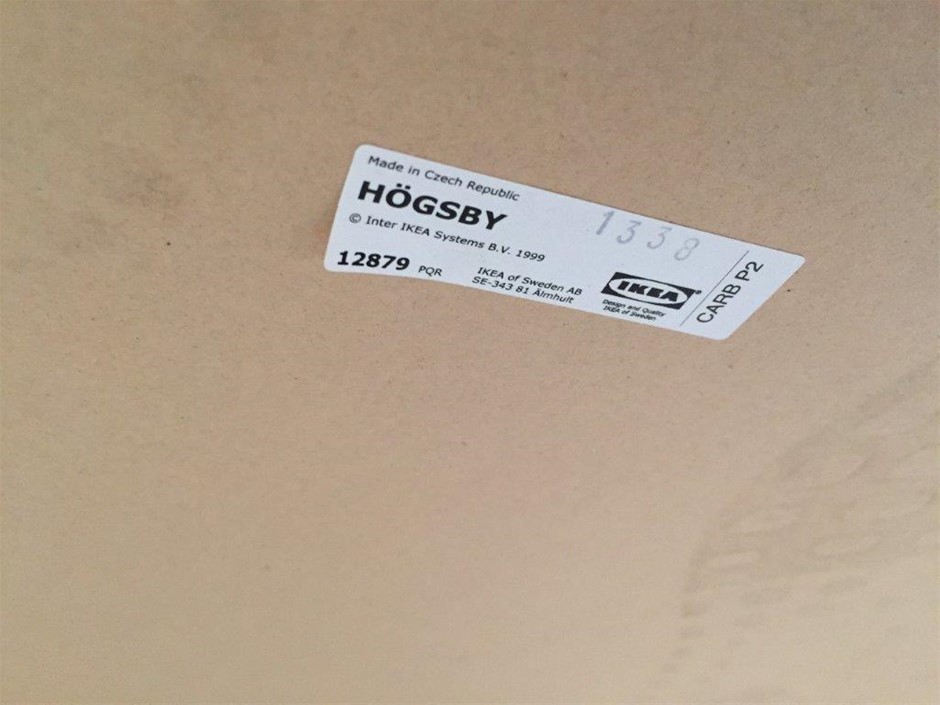 Made in Czech Republic
HÖGSBY
1338
© Inter IKEA Systems B.V. 1999
12879 PQR
IKEA of Sweden AB
SE-343 81 Älmhult
IKEA®
Design and Quality
IKEA of Sweden
CARB P2